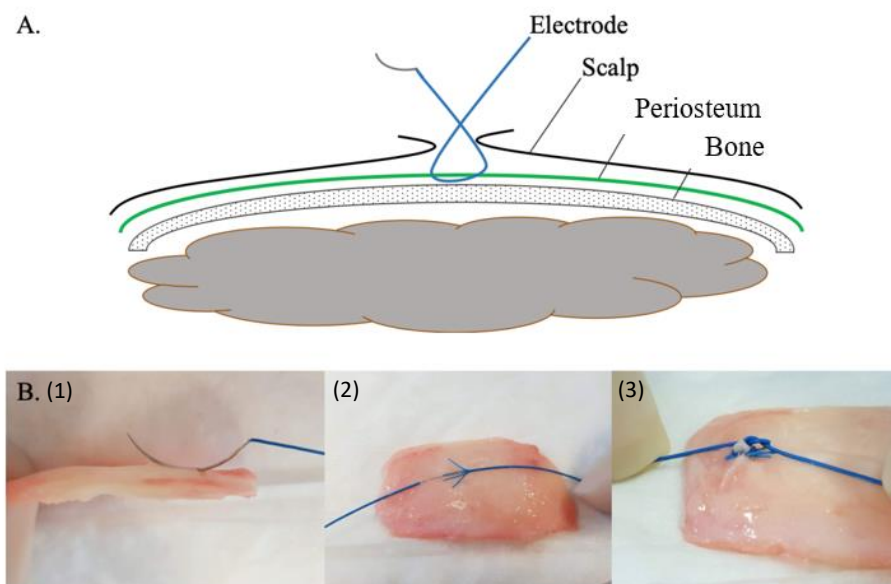 A.
Electrode
Scalp
Periosteum
Bone
B. (1)
(2)
(3)